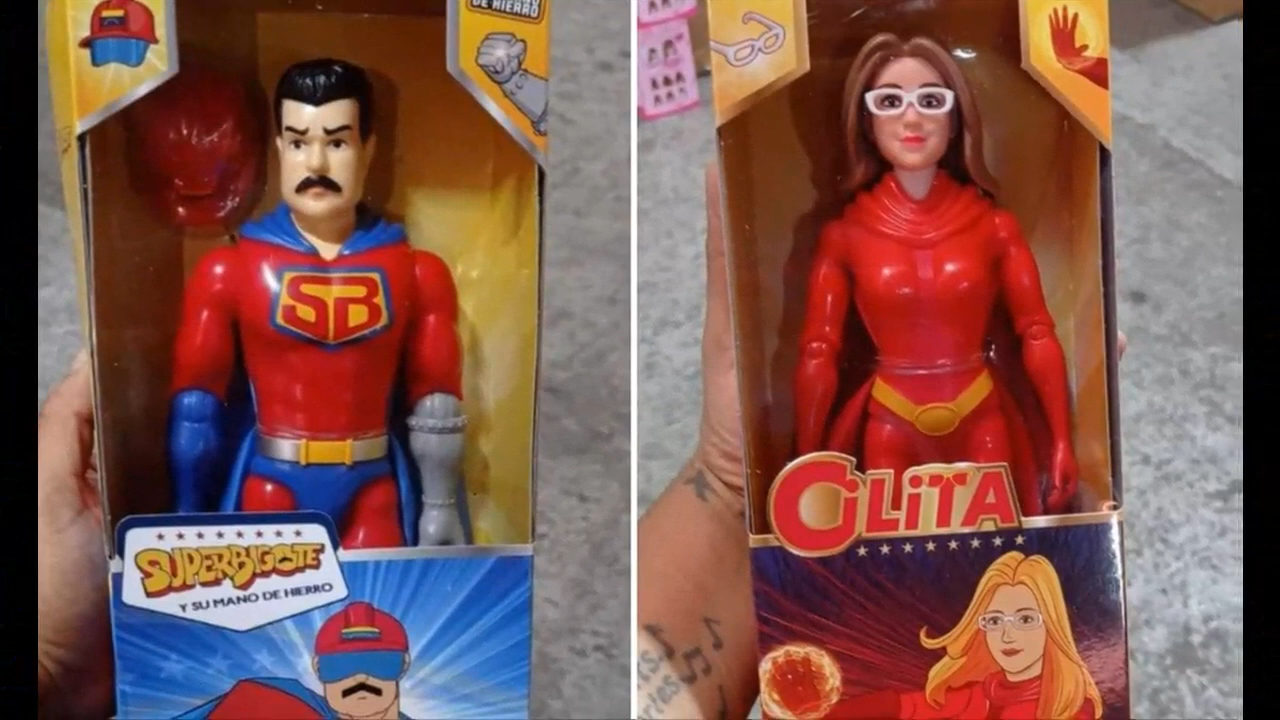 DE HIERRO
SB
SUPERBIGOTE
Y SU MANO DE HIERRO
CILITA